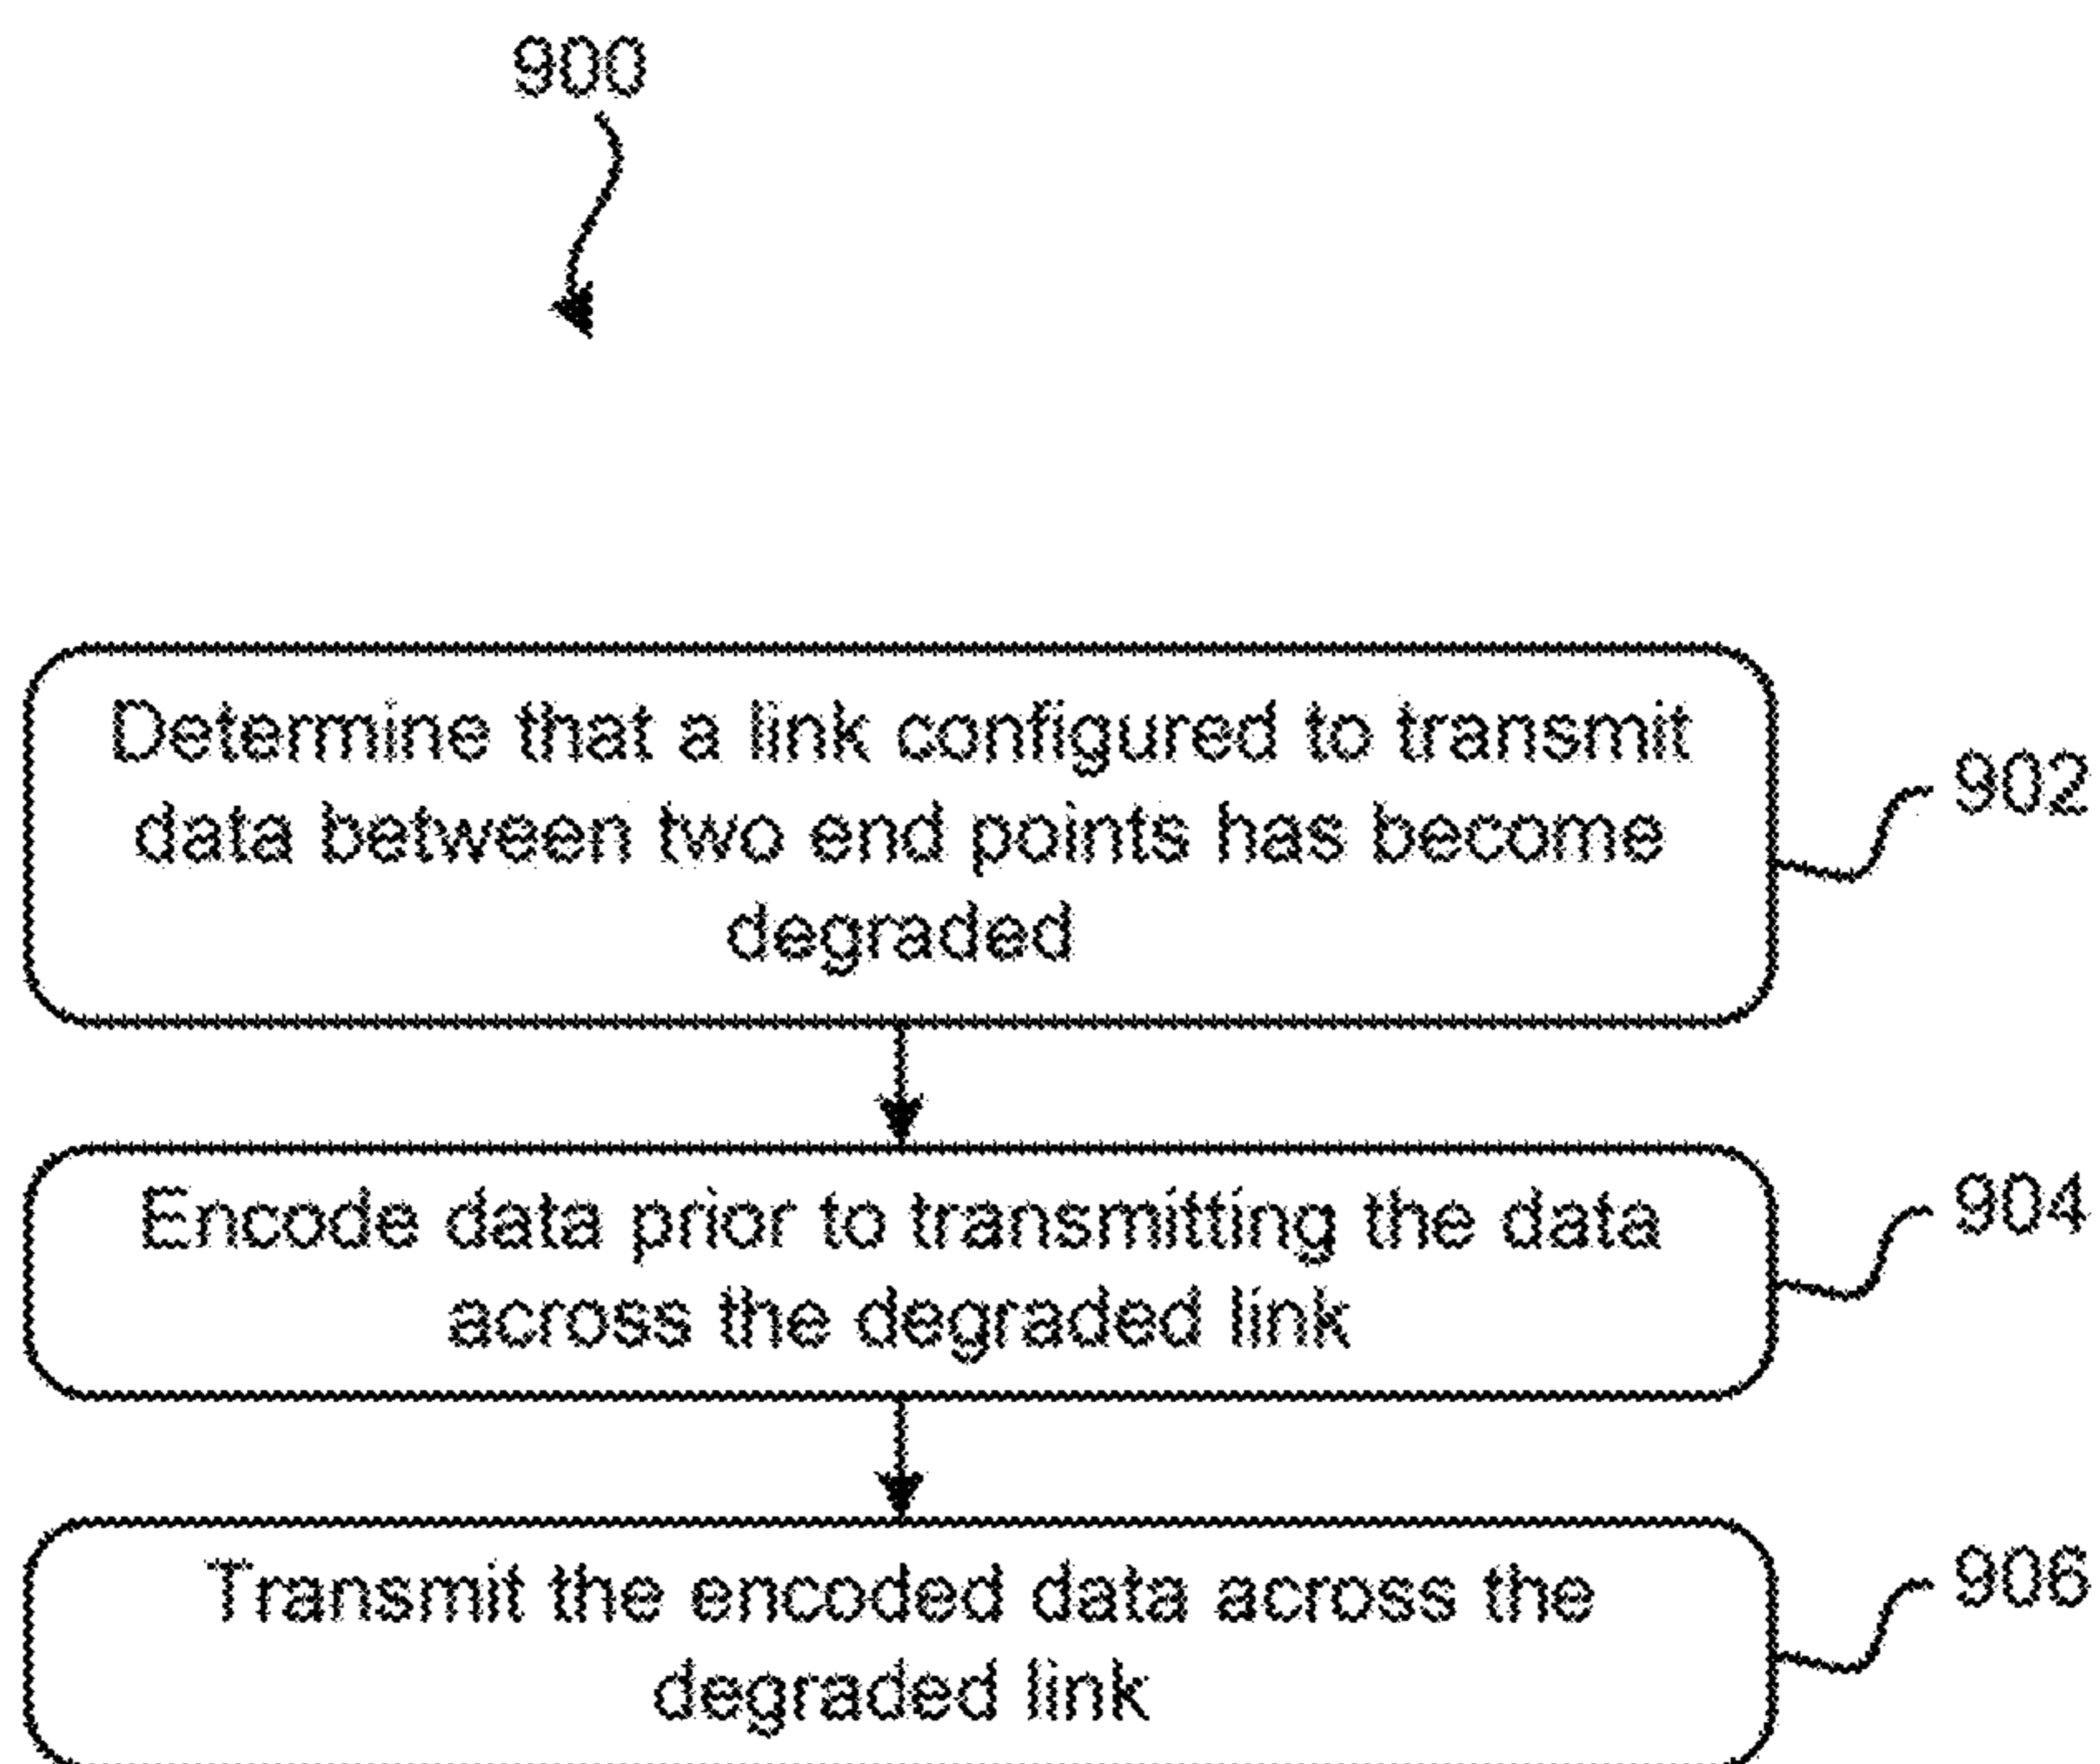 900
Determine that a link configured to transmit
data between two end points has become
degraded
902
Encode data prior to transmitting the data
across the degraded link
904
Transmit the encoded data across the
degraded link
906